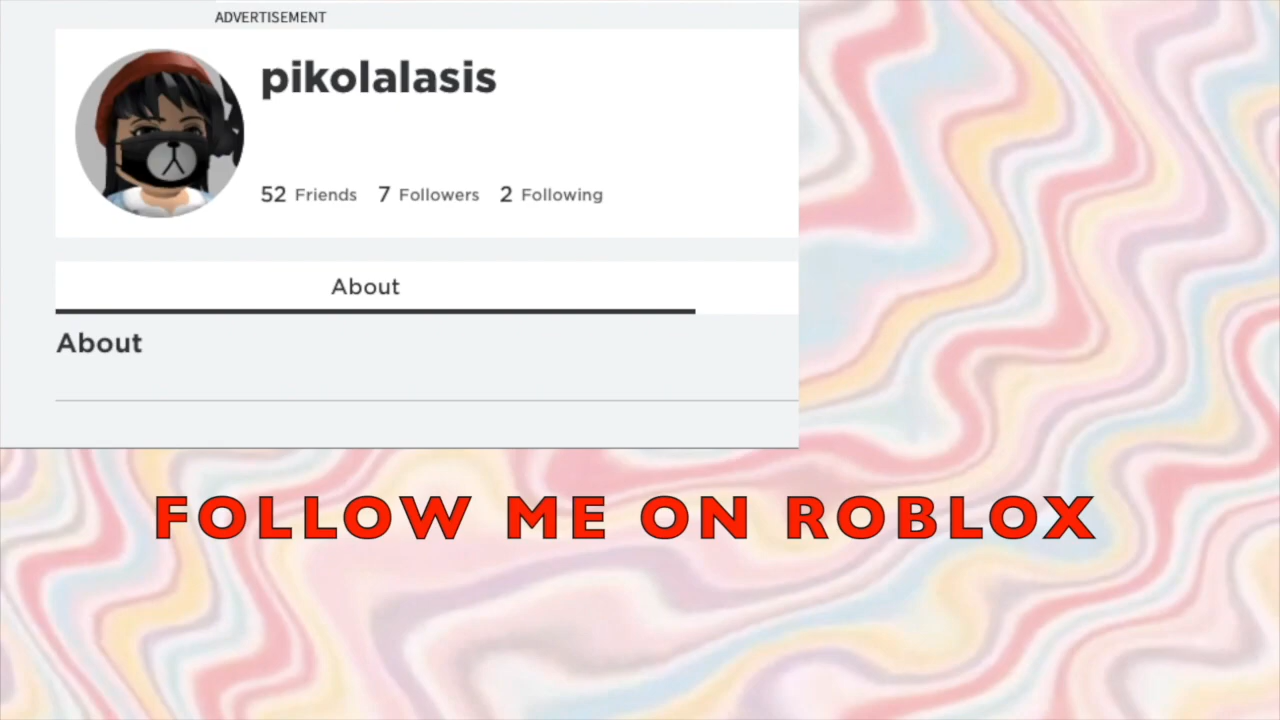 ADVERTISEMENT
pikolalasis
52 Friends 7 Followers 2 Following
About
About
FOLLOW ME ON ROBLOX